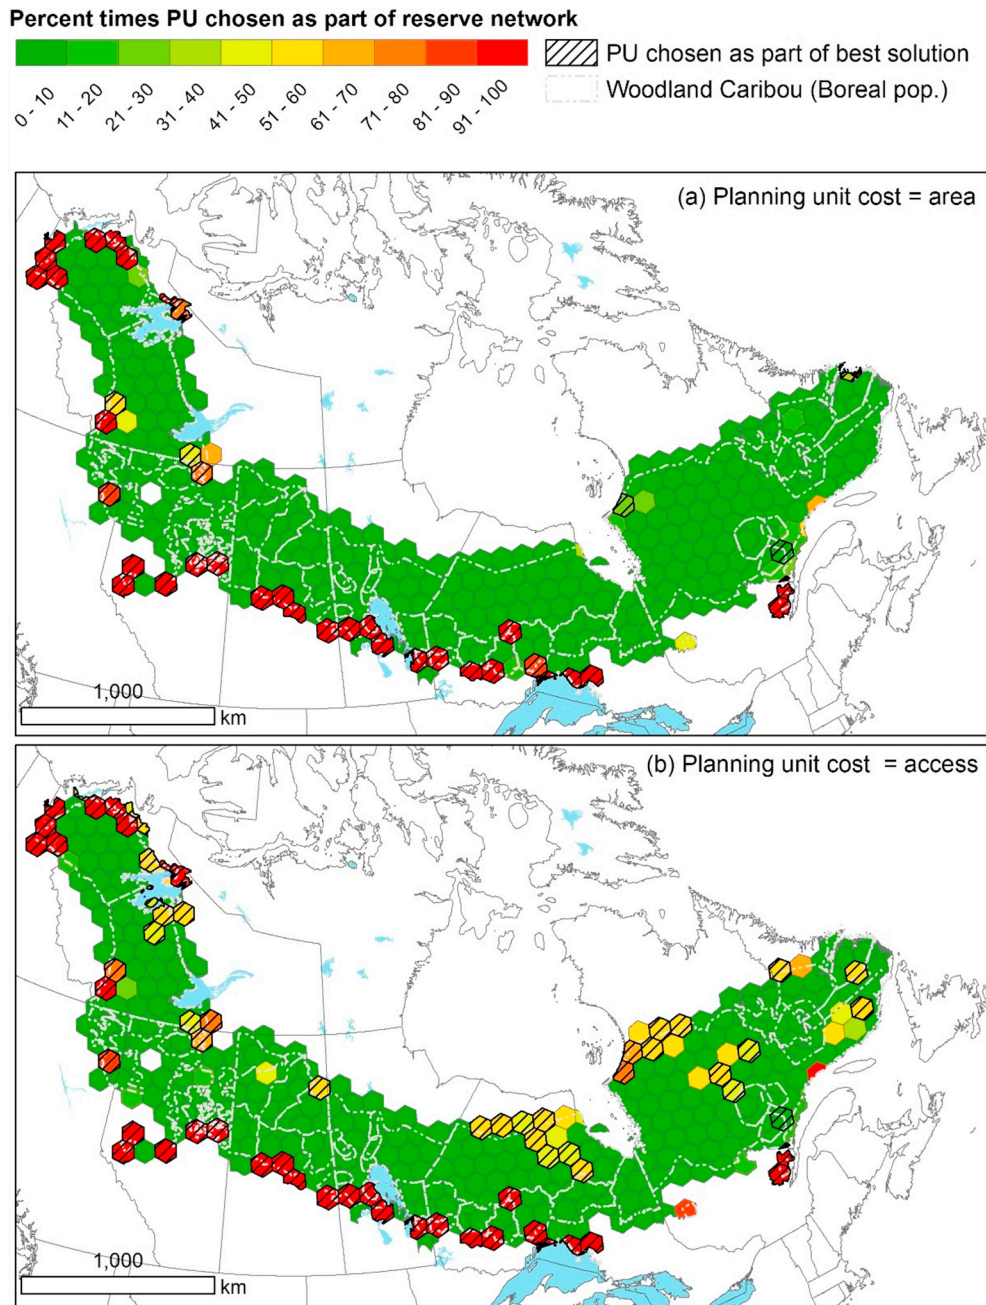 Percent times PU chosen as part of reserve network
0 - 10
11 - 20
21 - 30
31 - 40
41 - 50
51 - 60
61 - 70
71 - 80
81 - 90
91 - 100
PU chosen as part of best solution
Woodland Caribou (Boreal pop.)
(a) Planning unit cost = area
1,000
km
(b) Planning unit cost = access
1,000
km